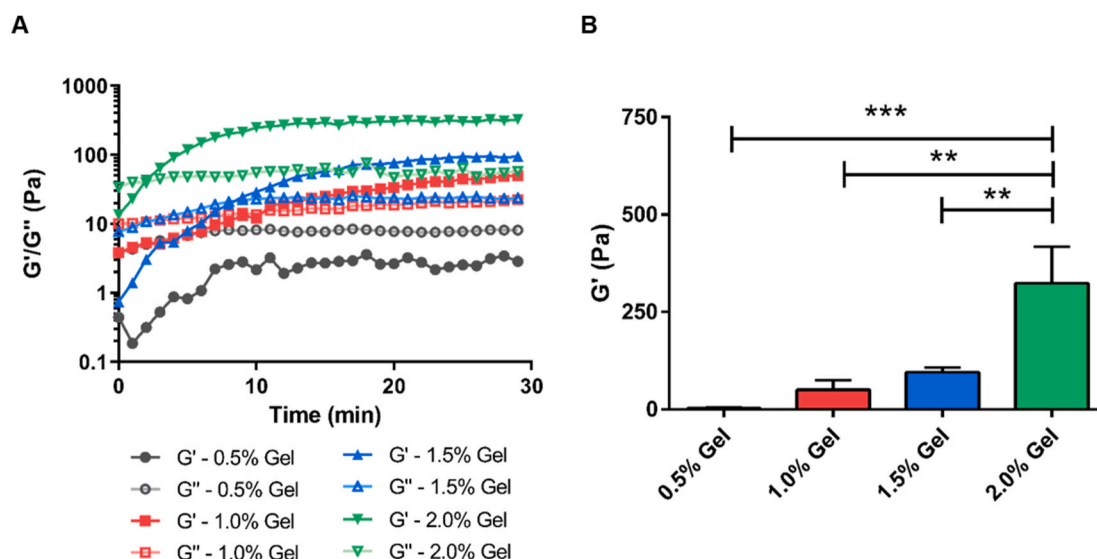 A
B
1000
100
10
1
0.1
G'/G'' (Pa)
0
10
20
30
Time (min)
G' - 0.5% Gel
G'' - 0.5% Gel
G' - 1.0% Gel
G'' - 1.0% Gel
G' - 1.5% Gel
G'' - 1.5% Gel
G' - 2.0% Gel
G'' - 2.0% Gel
750
500
250
0
G' (Pa)
***
**
**
0.5% Gel
1.0% Gel
1.5% Gel
2.0% Gel